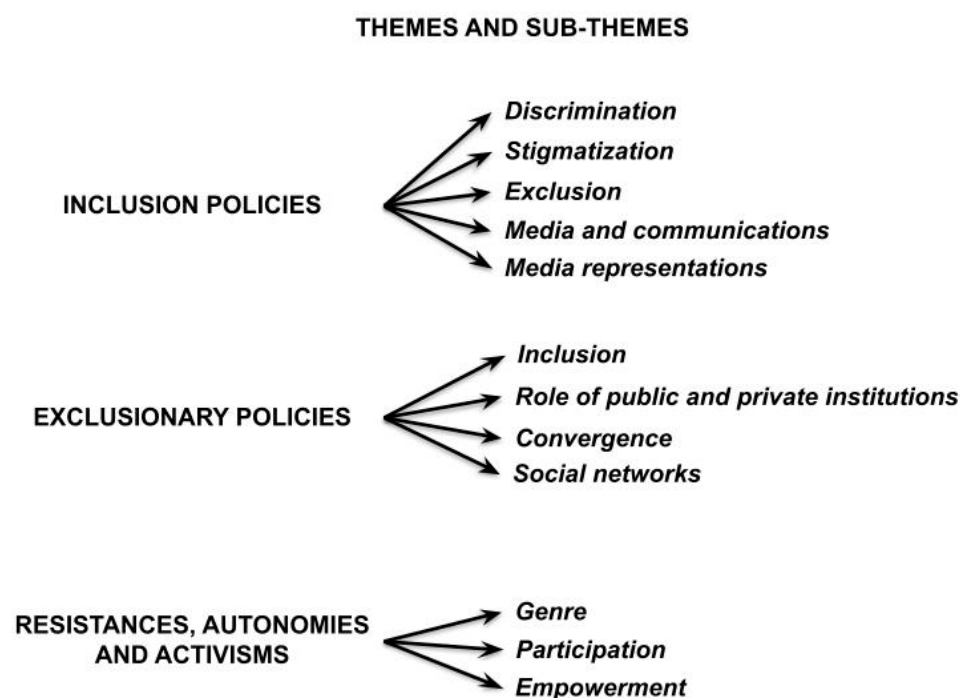 THEMES AND SUB-THEMES
INCLUSION POLICIES
Discrimination
Stigmatization
Exclusion
Media and communications
Media representations
EXCLUSIONARY POLICIES
Inclusion
Role of public and private institutions
Convergence
Social networks
RESISTANCES, AUTONOMIES
AND ACTIVISMS
Genre
Participation
Empowerment